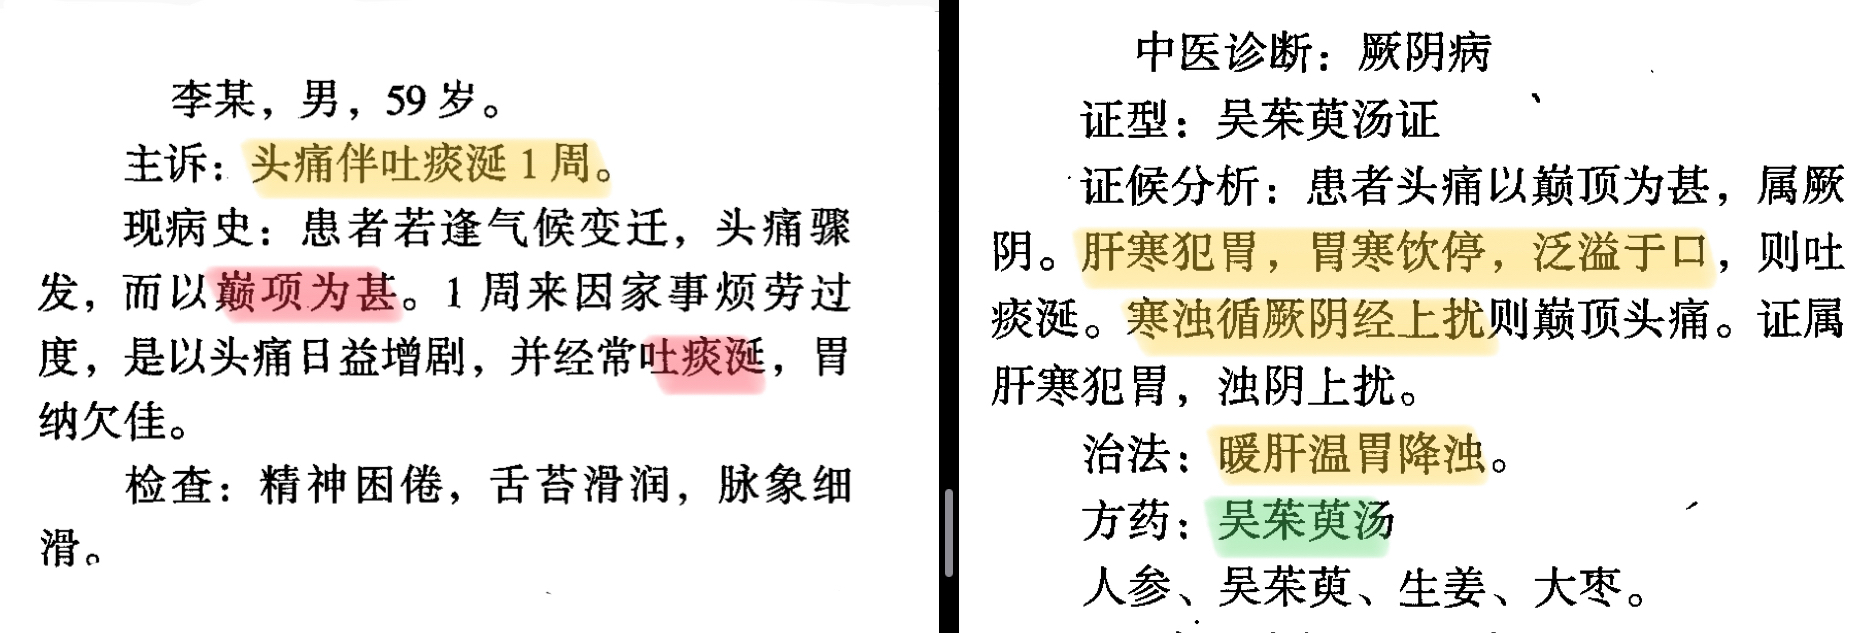 李某，男，59岁。
主诉：头痛伴吐痰涎1周。
现病史：患者若逢气候变迁，头痛骤
发，而以巅项为甚。1周来因家事烦劳过
度，是以头痛日益增剧，并经常吐痰涎，胃
纳欠佳。
检查：精神困倦，舌苔滑润，脉象细
滑。
中医诊断：厥阴病
证型：吴茱萸汤证
证候分析：患者头痛以巅顶为甚，属厥
阴。肝寒犯胃，胃寒饮停，泛溢于口，则吐
痰涎。寒浊循厥阴经上扰则巅顶头痛。证属
肝寒犯胃，浊阴上扰。
治法：暖肝温胃降浊。
方药：吴茱萸汤
人参、吴茱萸、生姜、大枣。